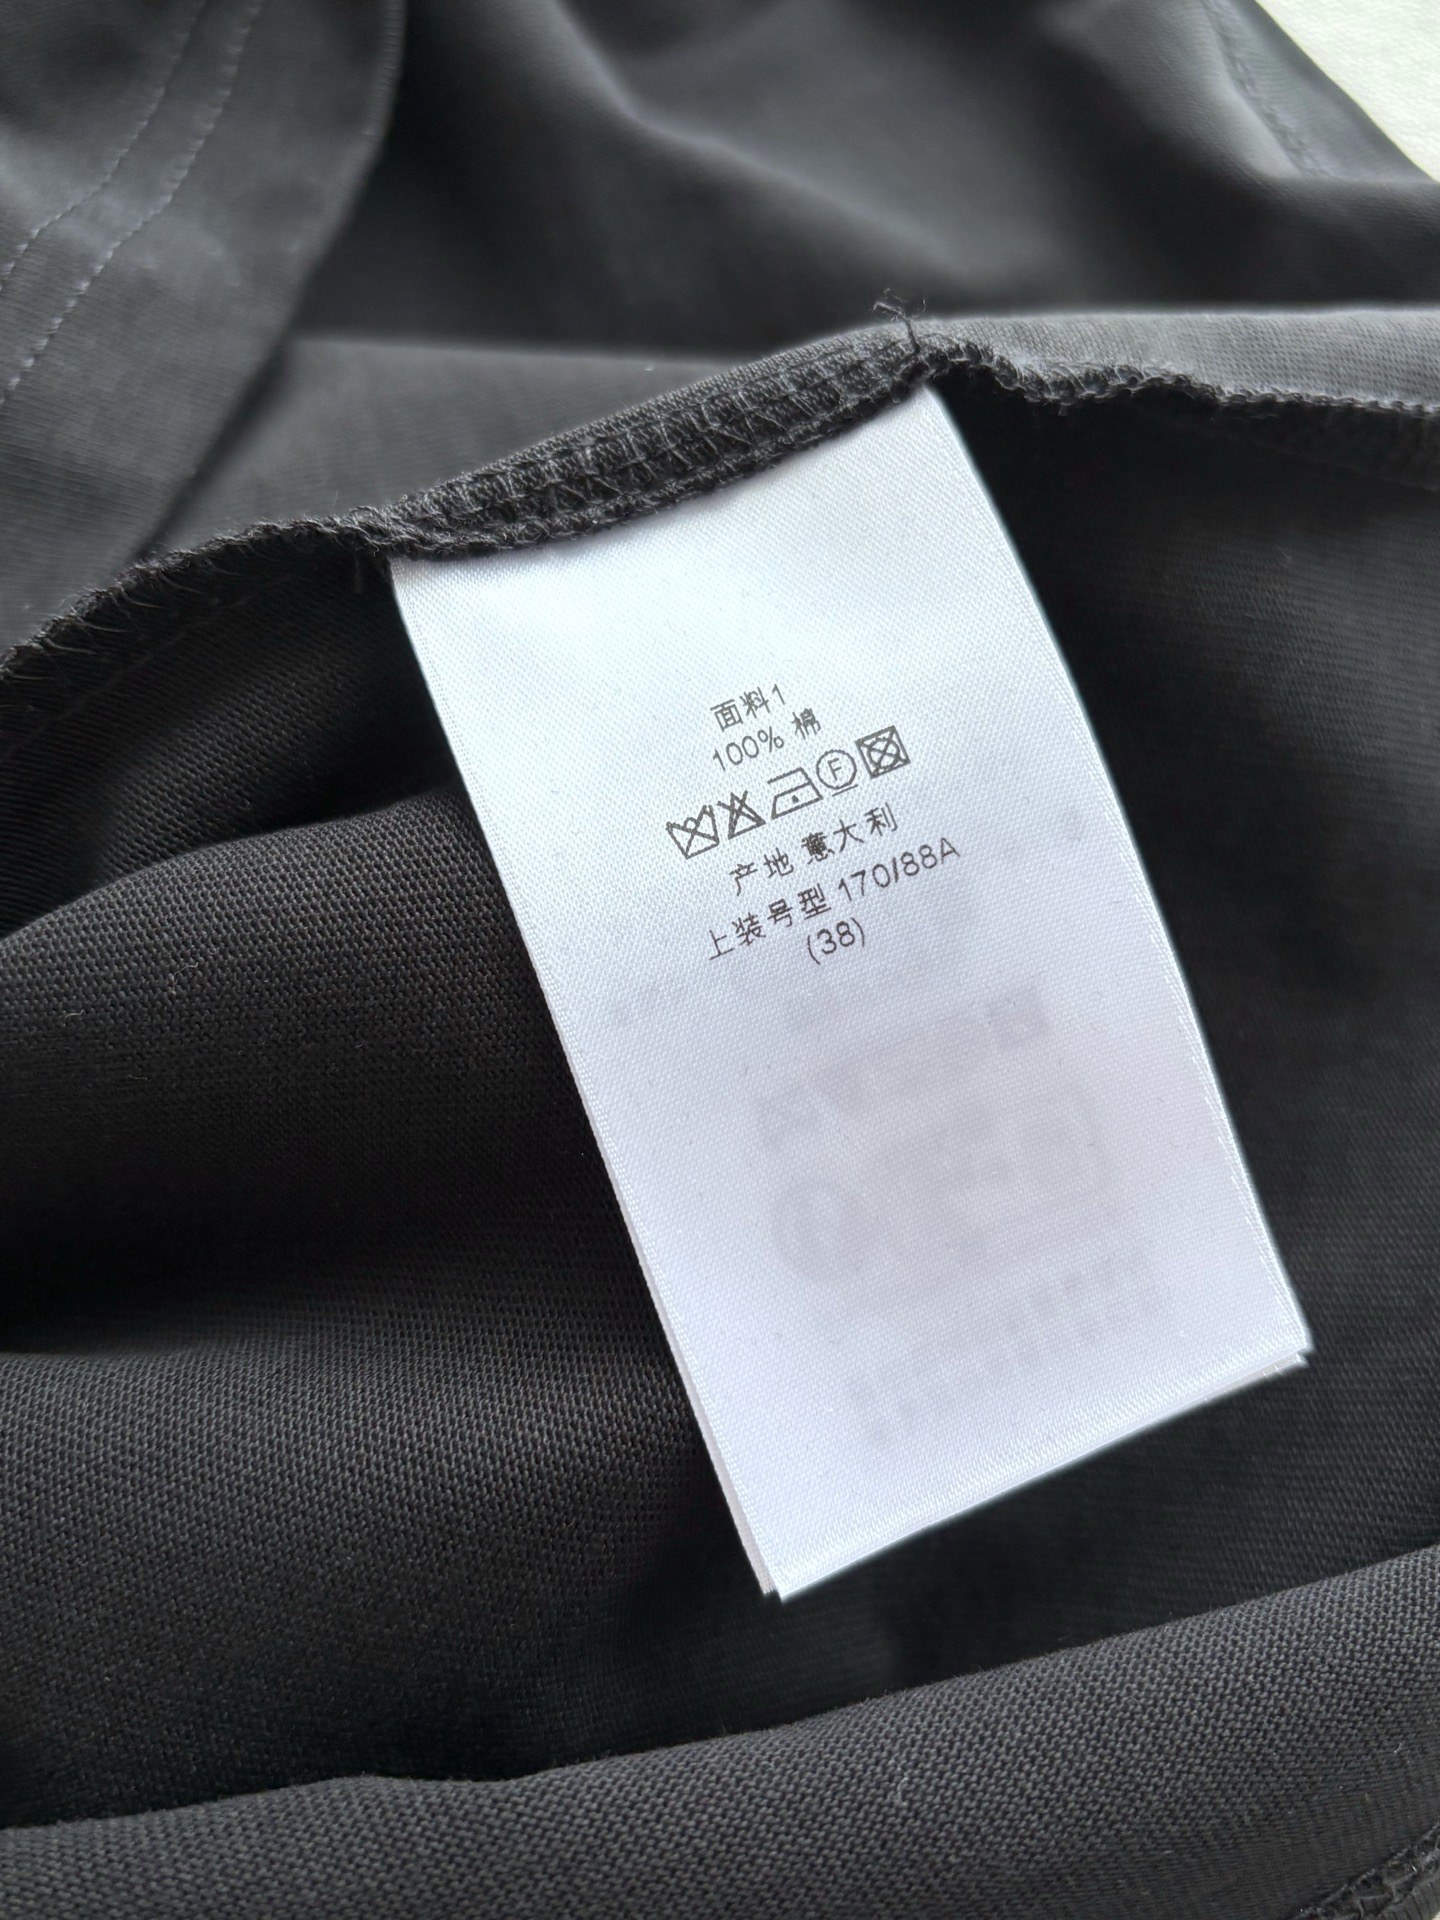 面料1
100% 棉
F
产地 意大利
上装号型 170/88A
(38)